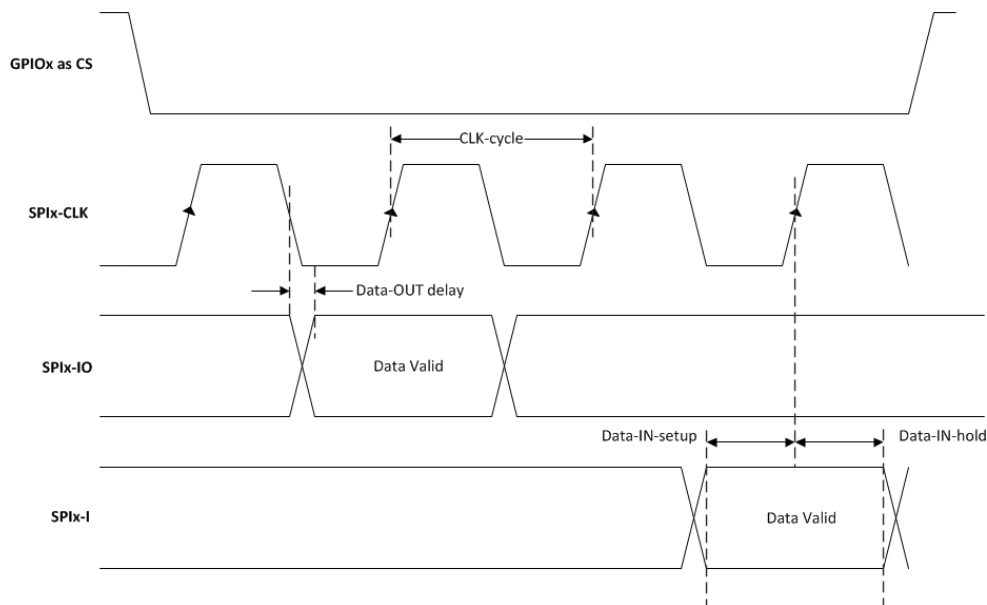 GPIOx as CS
CLK-cycle
SPIx-CLK
Data-OUT delay
SPIx-IO
Data Valid
Data-IN-setup
Data-IN-hold
SPIx-I
Data Valid